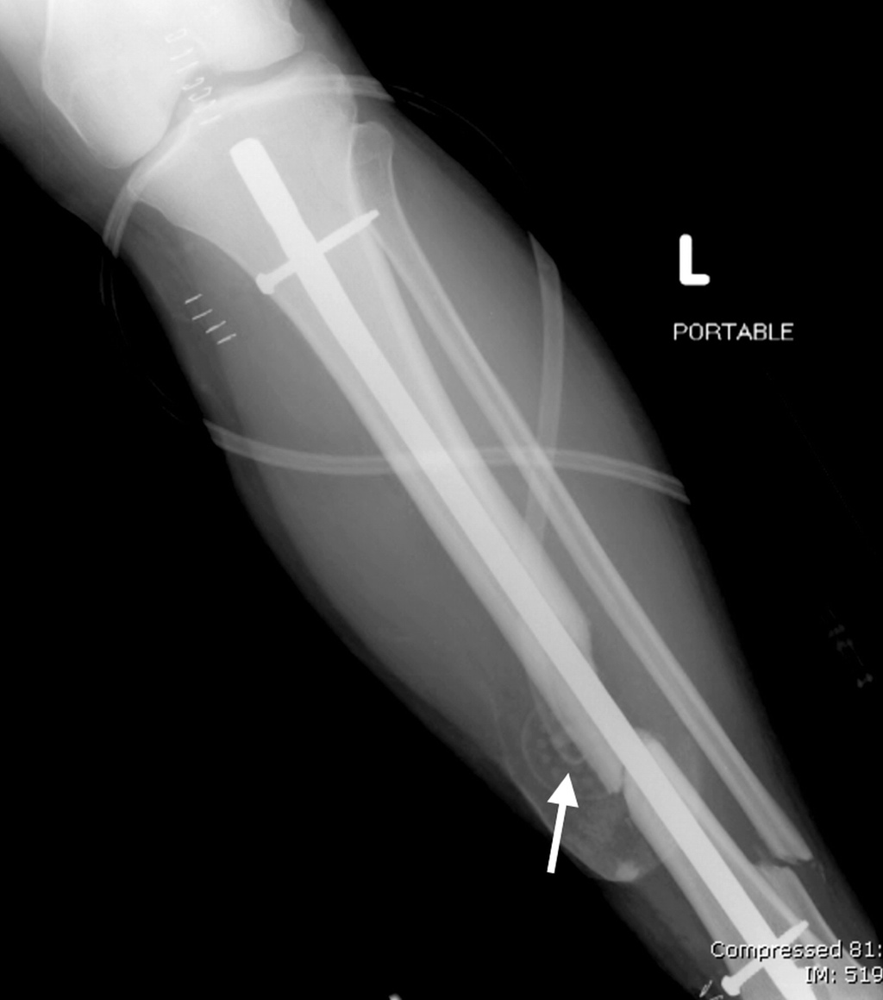 L
PORTABLE
Compressed 81:
IM: 519